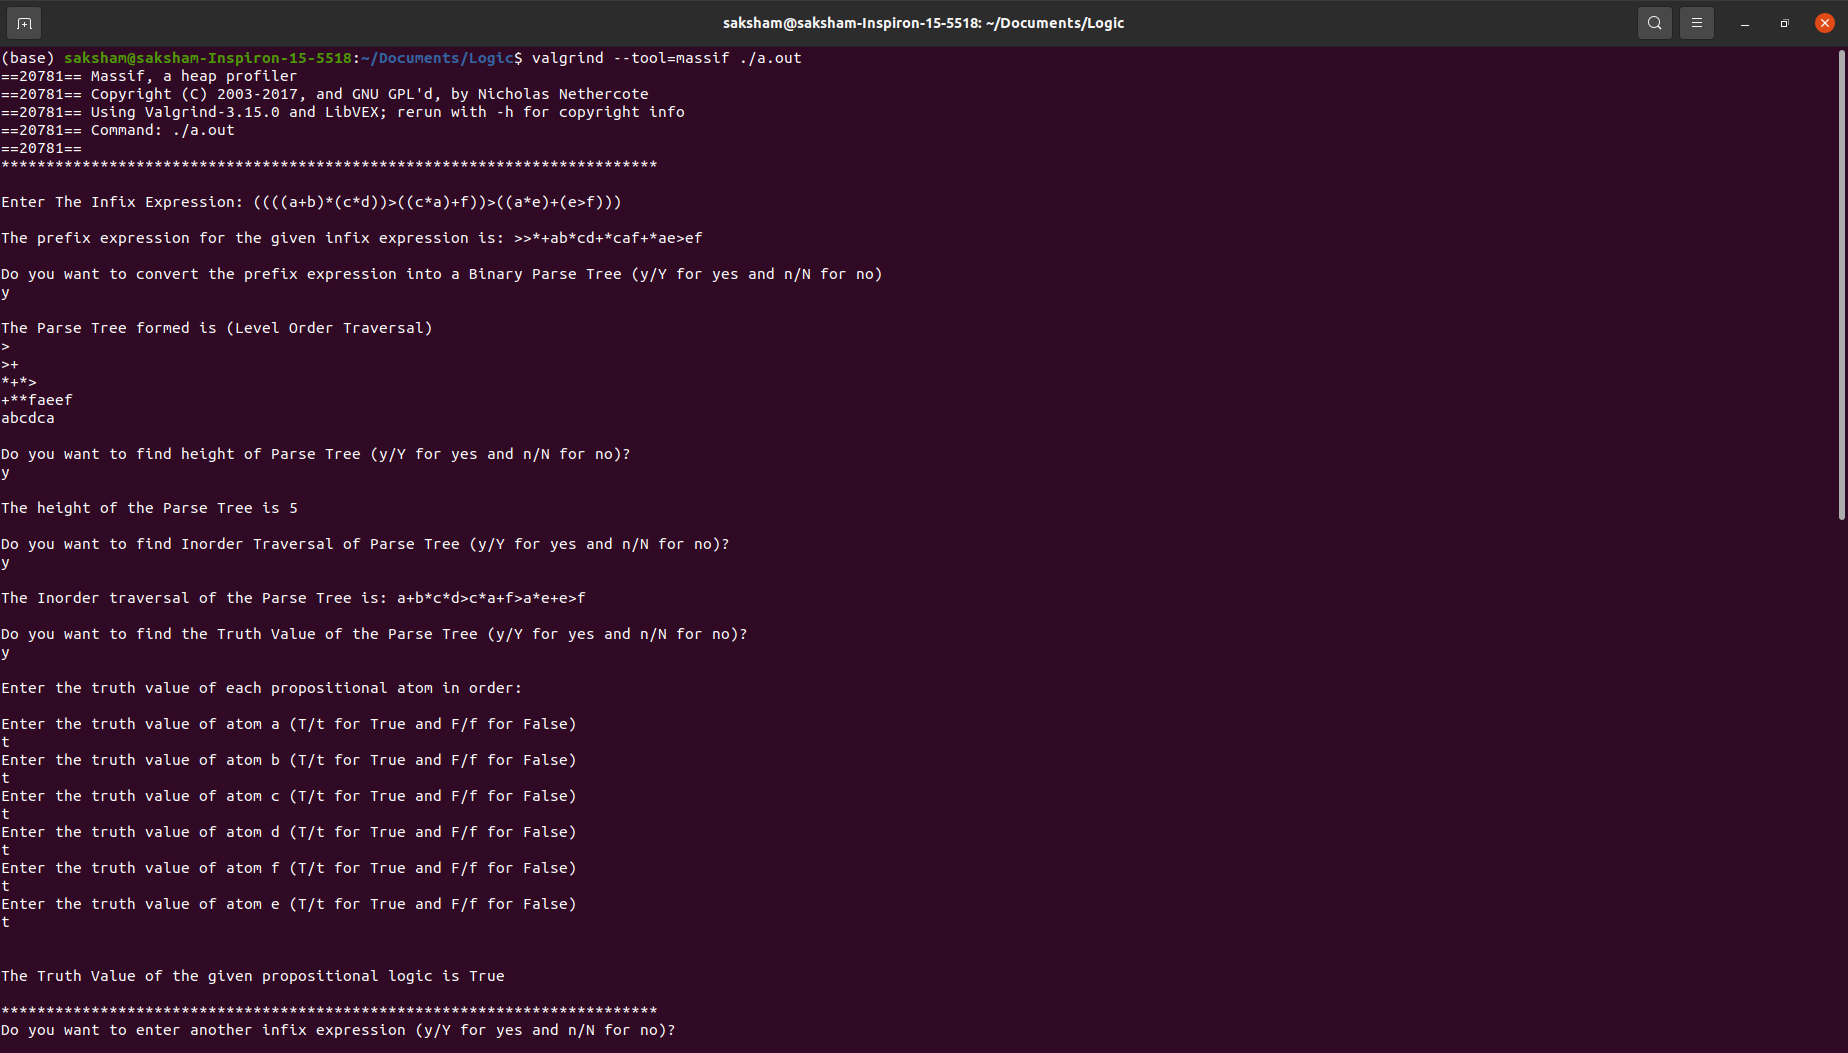 saksham@saksham-Inspiron-15-5518: ~/Documents/Logic
(base) saksham@saksham-Inspiron-15-5518:~/Documents/Logic$ valgrind --tool=massif ./a.out
==20781== Massif, a heap profiler
==20781== Copyright (C) 2003-2017, and GNU GPL'd, by Nicholas Nethercote
==20781== Using Valgrind-3.15.0 and LibVEX; rerun with -h for copyright info
==20781== Command: ./a.out
==20781==
*************************************************************************
Enter The Infix Expression: ((((a+b)*(c*d))>((c*a)+f))>((a*e)+(e>f)))
The prefix expression for the given infix expression is: >>*+ab*cd+*caf+*ae>ef
Do you want to convert the prefix expression into a Binary Parse Tree (y/Y for yes and n/N for no)
y
The Parse Tree formed is (Level Order Traversal)
>
>+
*+*>
+**faeef
abcdca
Do you want to find height of Parse Tree (y/Y for yes and n/N for no)?
y
The height of the Parse Tree is 5
Do you want to find Inorder Traversal of Parse Tree (y/Y for yes and n/N for no)?
y
The Inorder traversal of the Parse Tree is: a+b*c*d>c*a+f>a*e+e>f
Do you want to find the Truth Value of the Parse Tree (y/Y for yes and n/N for no)?
y
Enter the truth value of each propositional atom in order:
Enter the truth value of atom a (T/t for True and F/f for False)
t
Enter the truth value of atom b (T/t for True and F/f for False)
t
Enter the truth value of atom c (T/t for True and F/f for False)
t
Enter the truth value of atom d (T/t for True and F/f for False)
t
Enter the truth value of atom f (T/t for True and F/f for False)
t
Enter the truth value of atom e (T/t for True and F/f for False)
t
The Truth Value of the given propositional logic is True
*************************************************************************
Do you want to enter another infix expression (y/Y for yes and n/N for no)?